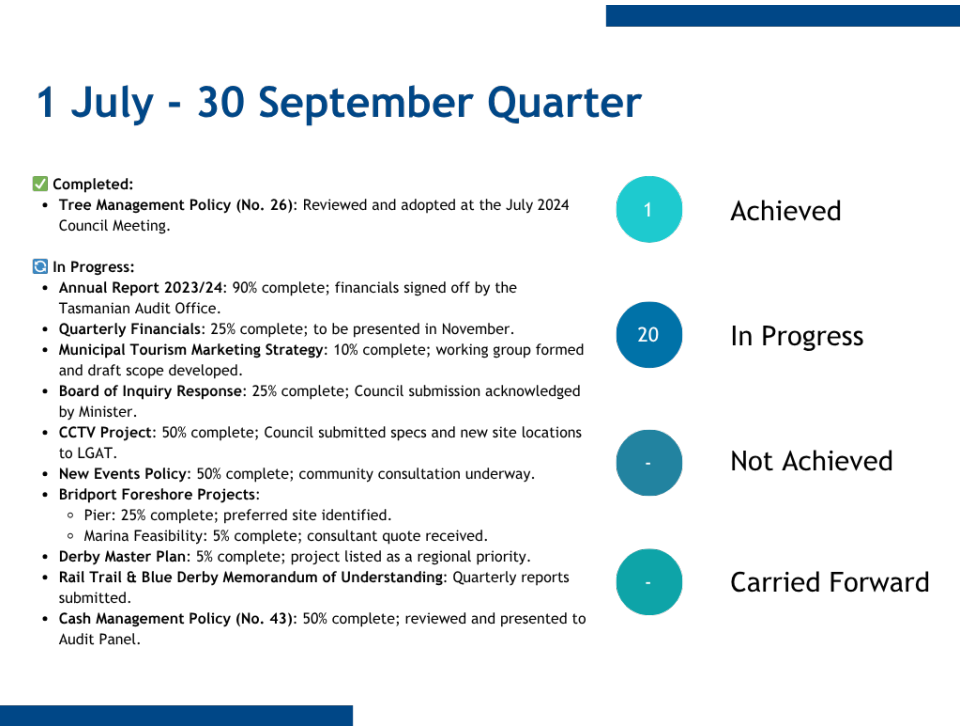 1 July - 30 September Quarter
✅ Completed:
• Tree Management Policy (No. 26): Reviewed and adopted at the July 2024
Council Meeting.
🔄 In Progress:
• Annual Report 2023/24: 90% complete; financials signed off by the
Tasmanian Audit Office.
• Quarterly Financials: 25% complete; to be presented in November.
• Municipal Tourism Marketing Strategy: 10% complete; working group formed
and draft scope developed.
• Board of Inquiry Response: 25% complete; Council submission acknowledged
by Minister.
• CCTV Project: 50% complete; Council submitted specs and new site locations
to LGAT.
• New Events Policy: 50% complete; community consultation underway.
• Bridport Foreshore Projects:
◦ Pier: 25% complete; preferred site identified.
◦ Marina Feasibility: 5% complete; consultant quote received.
• Derby Master Plan: 5% complete; project listed as a regional priority.
• Rail Trail & Blue Derby Memorandum of Understanding: Quarterly reports
submitted.
• Cash Management Policy (No. 43): 50% complete; reviewed and presented to
Audit Panel.
1 Achieved
20 In Progress
- Not Achieved
- Carried Forward